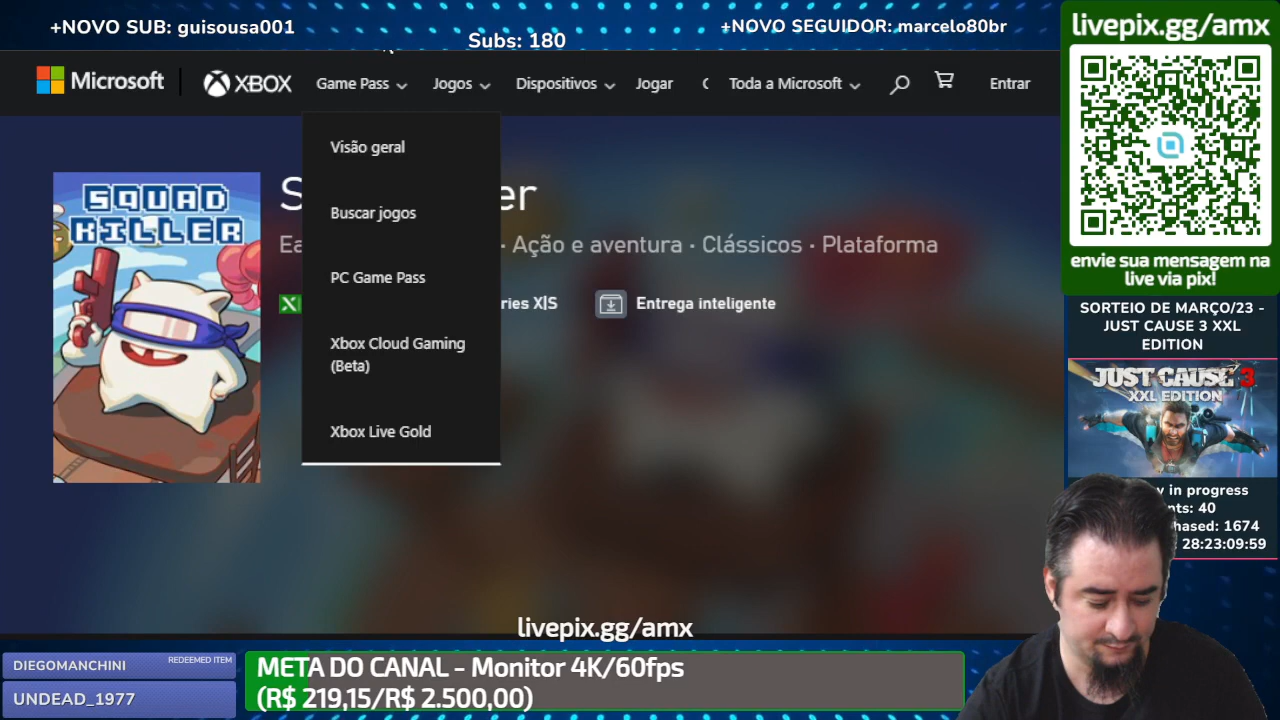 +NOVO SUB: guisousa001
Subs: 180
+NOVO SEGUIDOR: marcelo80br
livepix.gg/amx
Microsoft
XBOX
Game Pass
Jogos
Dispositivos
Jogar
Toda a Microsoft
Entrar
Visão geral
Buscar jogos
PC Game Pass
Xbox Cloud Gaming
(Beta)
Xbox Live Gold
SQUAD
KILLER
S er
Ea · Ação e aventura · Clássicos · Plataforma
ries X|S
Entrega inteligente
envie sua mensagem na
live via pix!
SORTEIO DE MARÇO/23 -
JUST CAUSE 3 XXL
EDITION
JUST CAUSE 3
XXL EDITION
y in progress
nts: 40
hased: 1674
: 28:23:09:59
livepix.gg/amx
DIEGOMANCHINI
REDEEMED ITEM
UNDEAD_1977
META DO CANAL - Monitor 4K/60fps
(R$ 219,15/R$ 2.500,00)